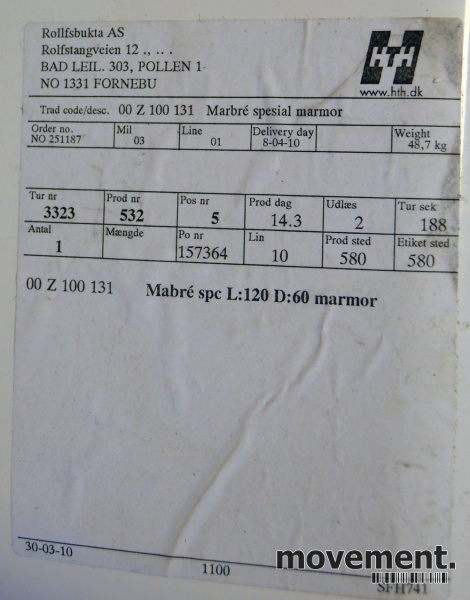 Rollfsbukta AS
Rolfstangveien 12 ., .. .
BAD LEIL. 303, POLLEN 1
NO 1331 FORNEBU
HTH
www.hth.dk
Trad code/desc. 00 Z 100 131 Marbré spesial marmor
Order no. Mil Line Delivery day Weight
NO 251187 03 01 8-04-10 48,7 kg
Tur nr Prod nr Pos nr Prod dag Udlæs Tur sek
3323 532 5 14.3 2 188
Antal Mængde Po nr Lin Prod sted Etiket sted
1 157364 10 580 580
00 Z 100 131 Mabré spc L:120 D:60 marmor
30-03-10 1100 SFH741
movement.